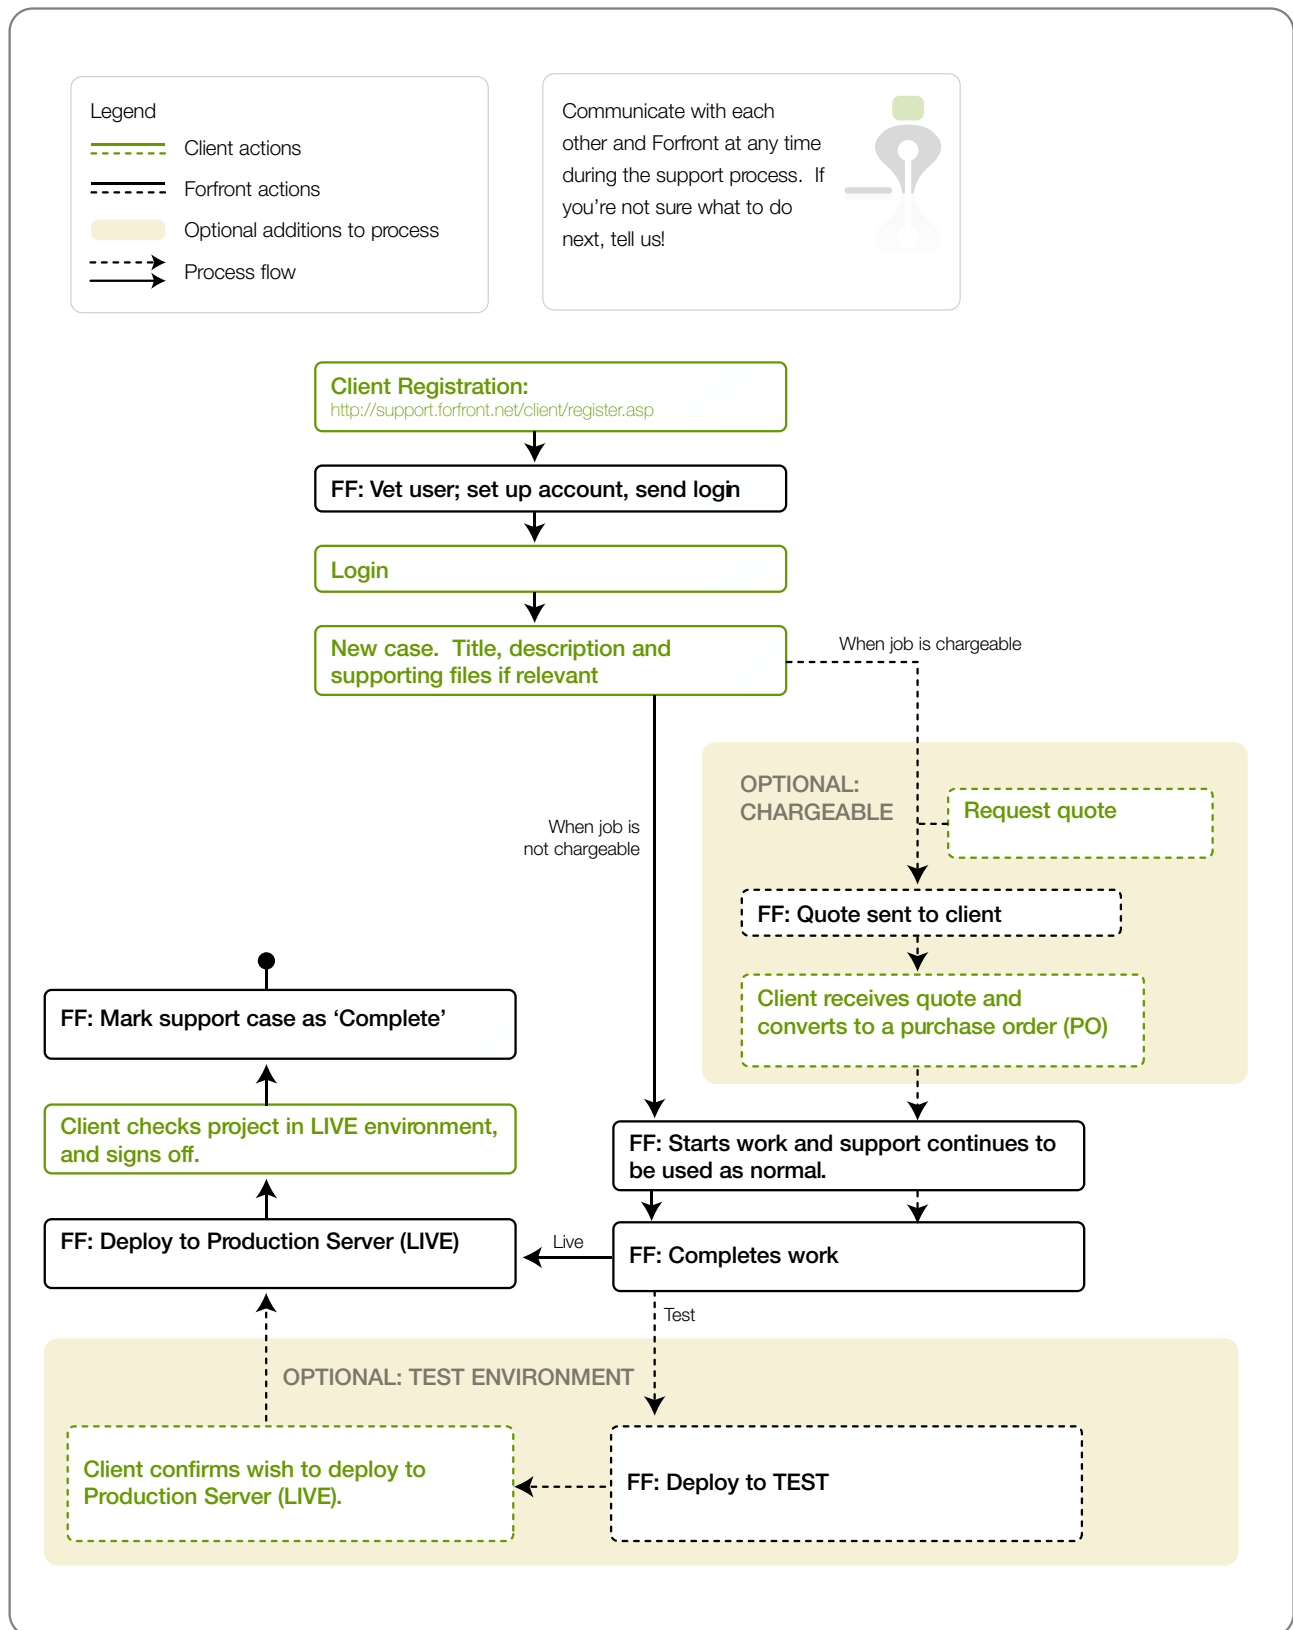 Legend
Client actions
Forfront actions
Optional additions to process
Process flow
Communicate with each
other and Forfront at any time
during the support process.  If
you're not sure what to do
next, tell us!
Client Registration:
http://support.forfront.net/client/register.asp
FF: Vet user; set up account, send login
Login
New case.  Title, description and
supporting files if relevant
When job is chargeable
OPTIONAL:
CHARGEABLE
Request quote
When job is
not chargeable
FF: Quote sent to client
Client receives quote and
converts to a purchase order (PO)
FF: Mark support case as 'Complete'
Client checks project in LIVE environment,
and signs off.
FF: Starts work and support continues to
be used as normal.
FF: Deploy to Production Server (LIVE)
Live
FF: Completes work
Test
OPTIONAL: TEST ENVIRONMENT
Client confirms wish to deploy to
Production Server (LIVE).
FF: Deploy to TEST